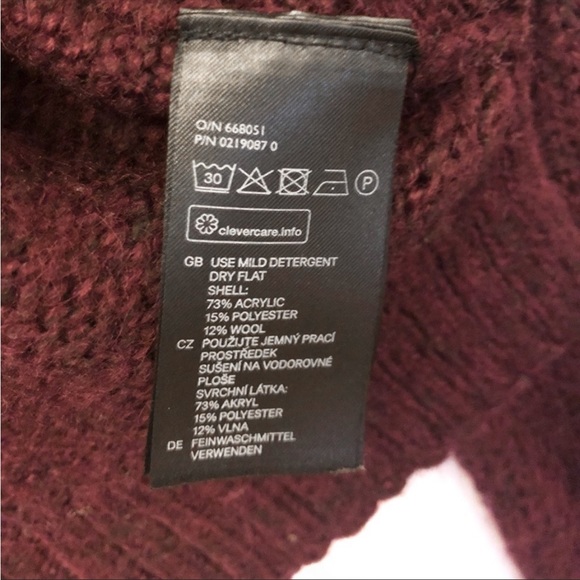 O/N 668051
P/N 0219087 0
30 P
clevercare.info
GB USE MILD DETERGENT
DRY FLAT
SHELL:
73% ACRYLIC
15% POLYESTER
12% WOOL
CZ POUŽIJTE JEMNÝ PRACÍ
PROSTŘEDEK
SUŠENÍ NA VODOROVNÉ
PLOŠE
SVRCHNÍ LÁTKA:
73% AKRYL
15% POLYESTER
12% VLNA
DE FEINWASCHMITTEL
VERWENDEN